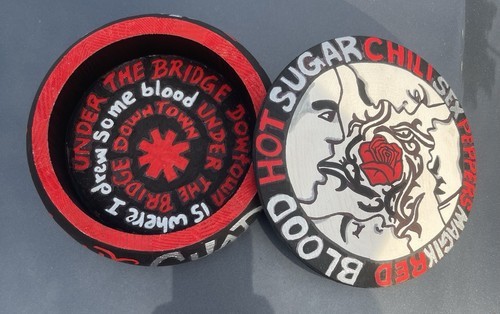 UNDER THE BRIDGE DOWTOWN
IS where I drew some blood
UNDER THE BRIDGE DOWNTOWN
RED BLOOD HOT SUGAR CHILI SEX PEPPERS MAGIK